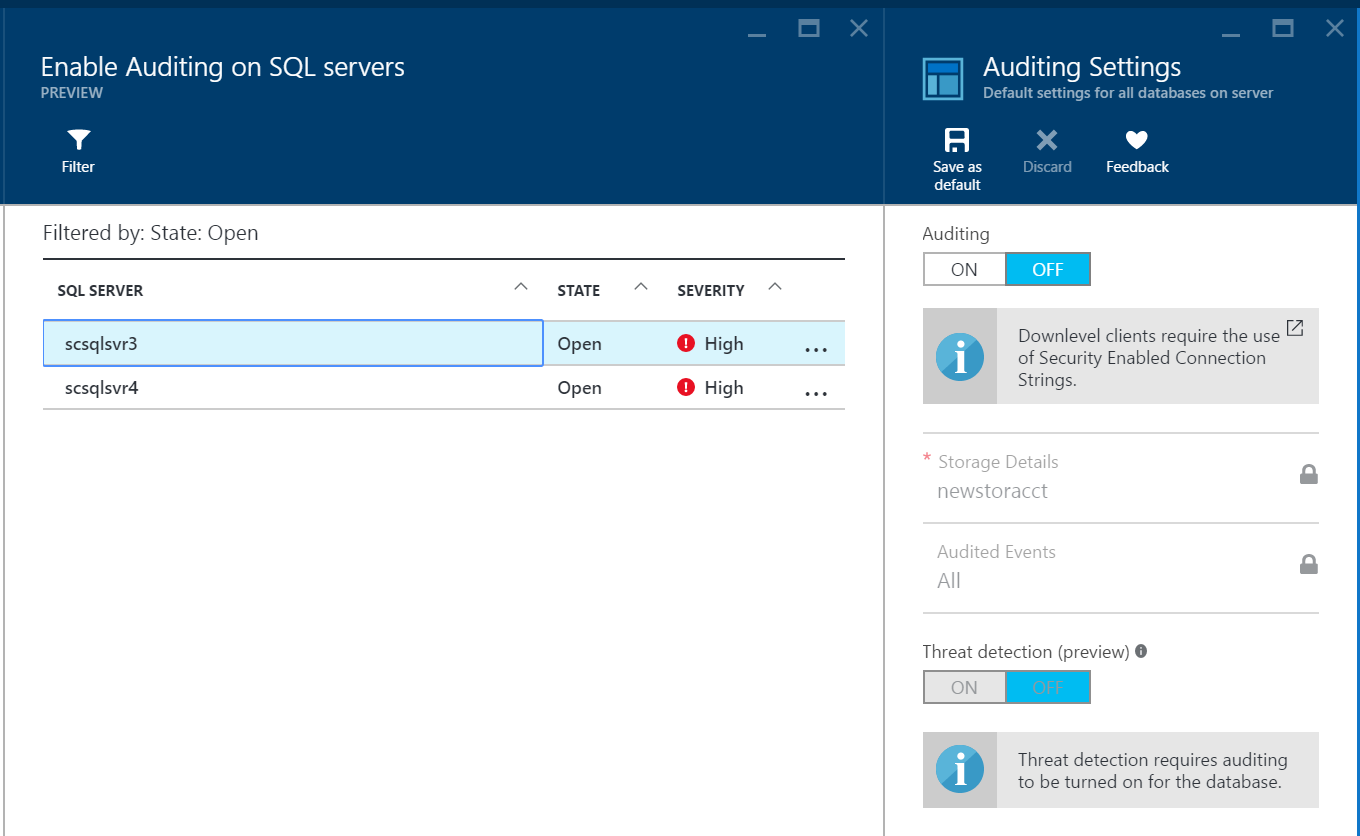 Enable Auditing on SQL servers
PREVIEW
Filter
Filtered by: State: Open
SQL SERVER STATE SEVERITY
scsqlsvr3 Open High ...
scsqlsvr4 Open High ...
Auditing Settings
Default settings for all databases on server
Save as
default
Discard
Feedback
Auditing
ON OFF
Downlevel clients require the use
of Security Enabled Connection
Strings.
* Storage Details
newstoracct
Audited Events
All
Threat detection (preview)
ON OFF
Threat detection requires auditing
to be turned on for the database.